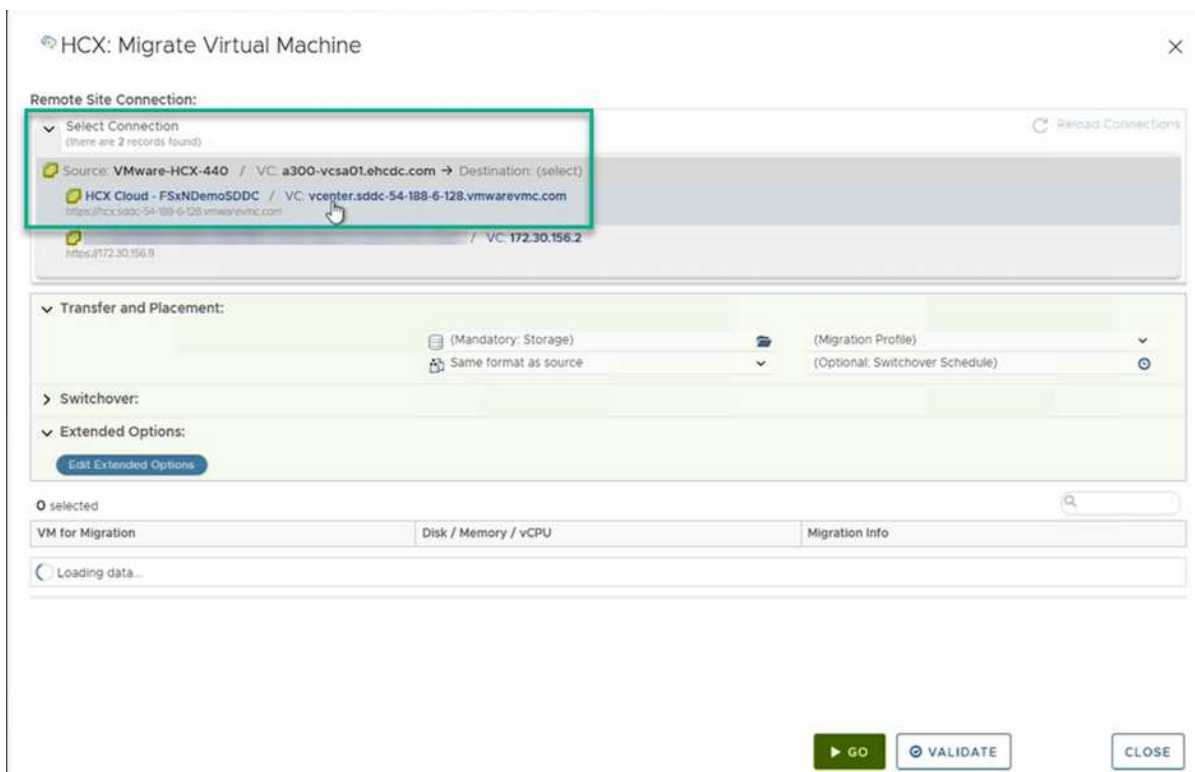 HCX: Migrate Virtual Machine
Remote Site Connection:
Select Connection
(there are 2 records found)
Reload Connections
Source: VMware-HCX-440 / VC: a300-vcsa01.ehcdc.com → Destination: (select)
HCX Cloud - FSxNDemoSDDC / VC: vcenter.sddc-54-188-6-128.vmwarevmc.com
https://hcx.sddc-54-188-6-128.vmwarevmc.com
/ VC: 172.30.156.2
https://172.30.156.9
Transfer and Placement:
(Mandatory: Storage) (Migration Profile)
Same format as source (Optional: Switchover Schedule)
Switchover:
Extended Options:
Edit Extended Options
0 selected
VM for Migration Disk / Memory / vCPU Migration Info
Loading data...
GO VALIDATE CLOSE